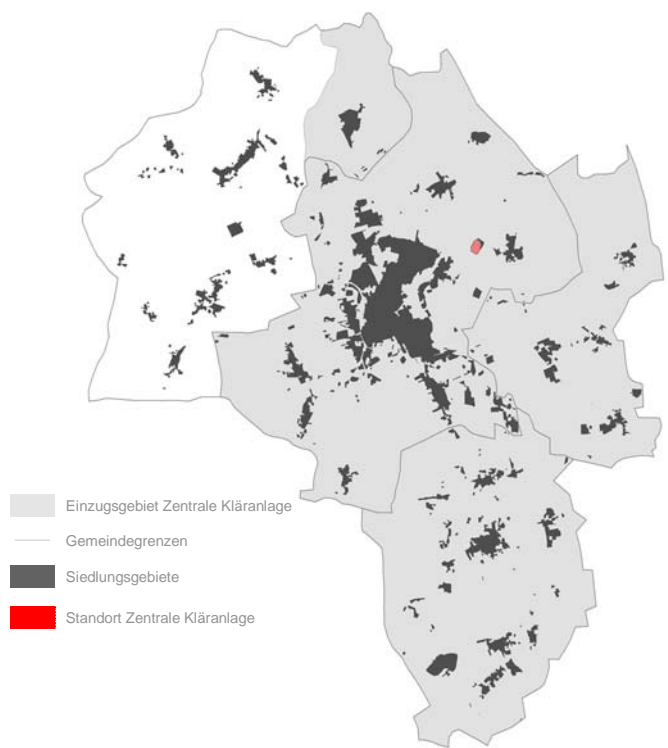 Einzugsgebiet Zentrale Kläranlage
Gemeindegrenzen
Siedlungsgebiete
Standort Zentrale Kläranlage